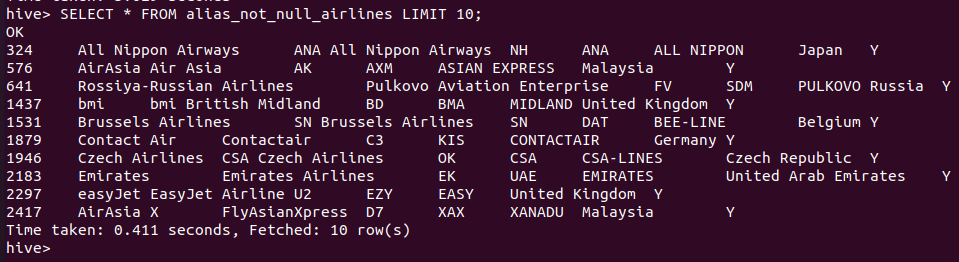 hive> SELECT * FROM alias_not_null_airlines LIMIT 10;
OK
324 All Nippon Airways ANA All Nippon Airways NH ANA ALL NIPPON Japan Y
576 AirAsia Air Asia AK AXM ASIAN EXPRESS Malaysia Y
641 Rossiya-Russian Airlines Pulkovo Aviation Enterprise FV SDM PULKOVO Russia Y
1437 bmi bmi British Midland BD BMA MIDLAND United Kingdom Y
1531 Brussels Airlines SN Brussels Airlines SN DAT BEE-LINE Belgium Y
1879 Contact Air Contactair C3 KIS CONTACTAIR Germany Y
1946 Czech Airlines CSA Czech Airlines OK CSA CSA-LINES Czech Republic Y
2183 Emirates Emirates Airlines EK UAE EMIRATES United Arab Emirates Y
2297 easyJet EasyJet Airline U2 EZY EASY United Kingdom Y
2417 AirAsia X FlyAsianXpress D7 XAX XANADU Malaysia Y
Time taken: 0.411 seconds, Fetched: 10 row(s)
hive>